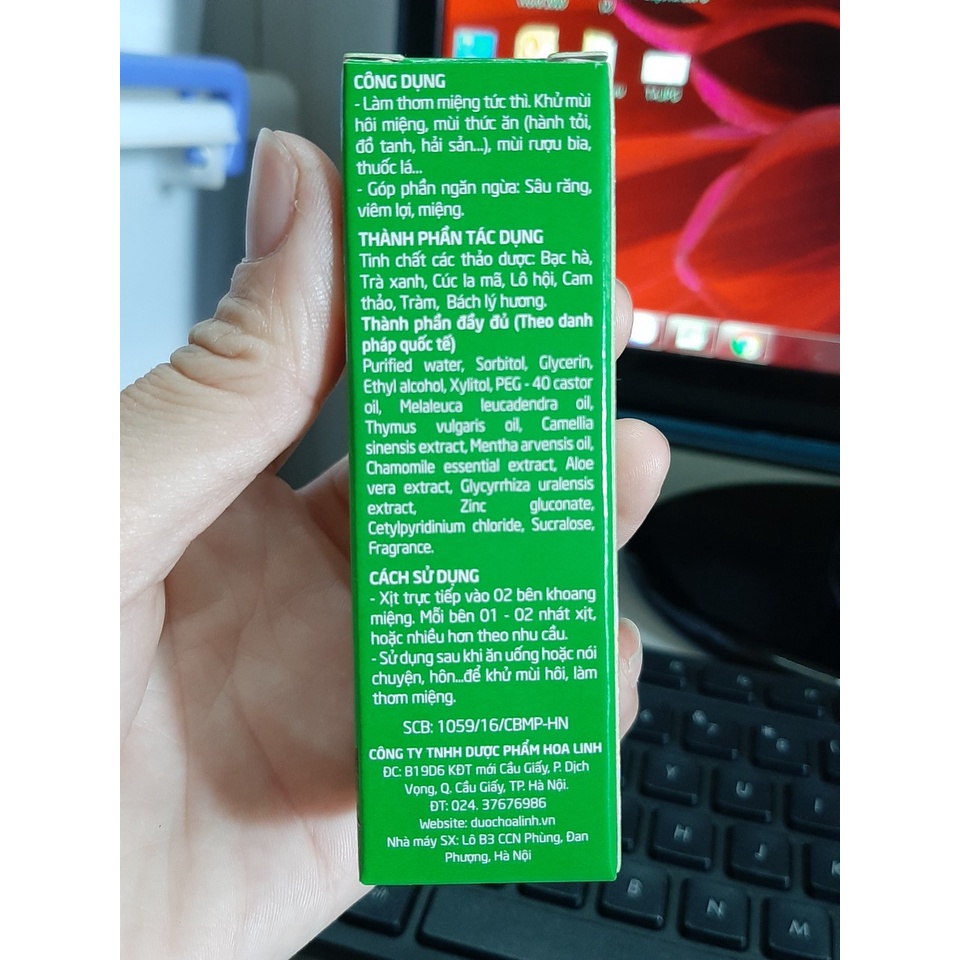 CÔNG DỤNG
- Làm thơm miệng tức thì. Khử mùi
hôi miệng, mùi thức ăn (hành tỏi,
đồ tanh, hải sản...), mùi rượu bia,
thuốc lá...
- Góp phần ngăn ngừa: Sâu răng,
viêm lợi, miệng.
THÀNH PHẦN TÁC DỤNG
Tinh chất các thảo dược: Bạc hà,
Trà xanh, Cúc la mã, Lô hội, Cam
thảo, Tràm, Bách lý hương.
Thành phần đầy đủ (Theo danh
pháp quốc tế)
Purified water, Sorbitol, Glycerin,
Ethyl alcohol, Xylitol, PEG - 40 castor
oil, Melaleuca leucadendra oil,
Thymus vulgaris oil, Camellia
sinensis extract, Mentha arvensis oil,
Chamomile essential extract, Aloe
vera extract, Glycyrrhiza uralensis
extract, Zinc gluconate,
Cetylpyridinium chloride, Sucralose,
Fragrance.
CÁCH SỬ DỤNG
- Xịt trực tiếp vào 02 bên khoang
miệng. Mỗi bên 01 - 02 nhát xịt,
hoặc nhiều hơn theo nhu cầu.
- Sử dụng sau khi ăn uống hoặc nói
chuyện, hôn...để khử mùi hôi, làm
thơm miệng.
SCB: 1059/16/CBMP-HN
CÔNG TY TNHH DƯỢC PHẨM HOA LINH
ĐC: B19D6 KĐT mới Cầu Giấy, P. Dịch
Vọng, Q. Cầu Giấy, TP. Hà Nội.
ĐT: 024. 37676986
Website: duochoalinh.vn
Nhà máy SX: Lô B3 CCN Phùng, Đan
Phượng, Hà Nội
Y
U
H
J
B
N
M